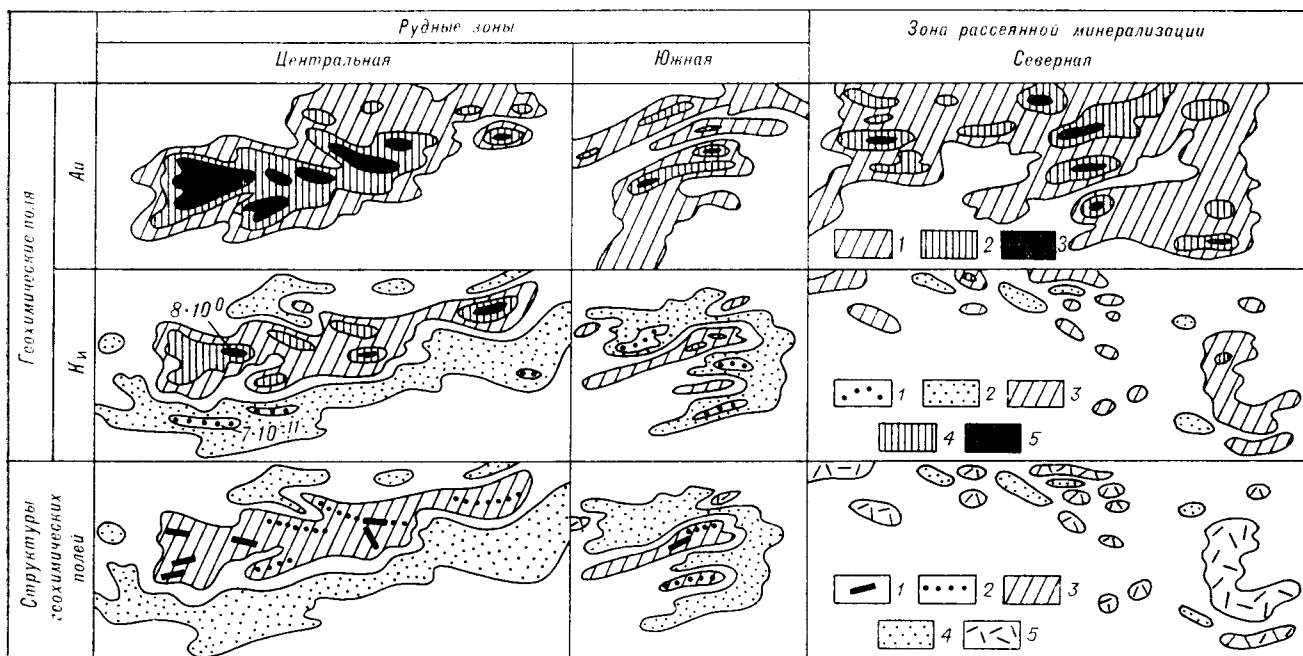 Рудные зоны
Зона рассеянной минерализации
Центральная
Южная
Северная
Геохимические поля
Au
1
2
3
Kи
8·10⁰
7·10⁻¹¹
1
2
3
4
5
Структуры
геохимических
полей
1
2
3
4
5